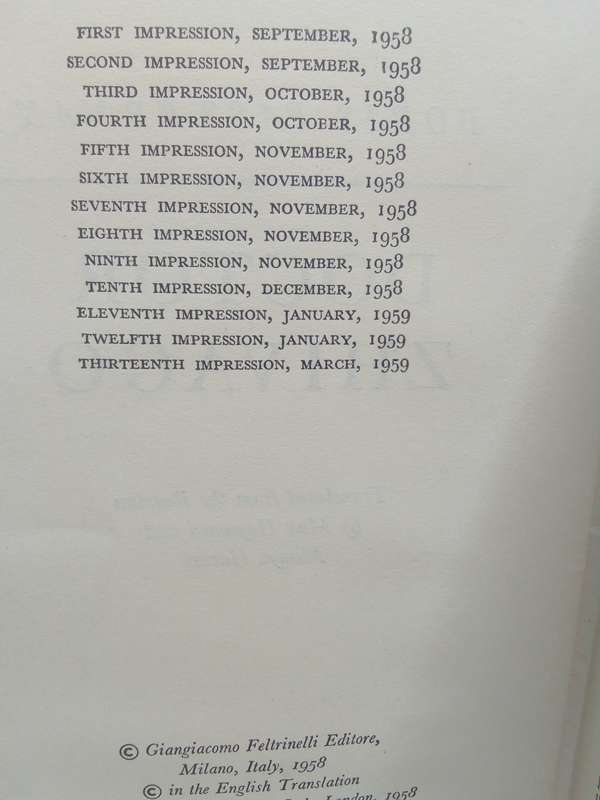 FIRST IMPRESSION, SEPTEMBER, 1958
SECOND IMPRESSION, SEPTEMBER, 1958
THIRD IMPRESSION, OCTOBER, 1958
FOURTH IMPRESSION, OCTOBER, 1958
FIFTH IMPRESSION, NOVEMBER, 1958
SIXTH IMPRESSION, NOVEMBER, 1958
SEVENTH IMPRESSION, NOVEMBER, 1958
EIGHTH IMPRESSION, NOVEMBER, 1958
NINTH IMPRESSION, NOVEMBER, 1958
TENTH IMPRESSION, DECEMBER, 1958
ELEVENTH IMPRESSION, JANUARY, 1959
TWELFTH IMPRESSION, JANUARY, 1959
THIRTEENTH IMPRESSION, MARCH, 1959
© Giangiacomo Feltrinelli Editore,
Milano, Italy, 1958
© in the English Translation
London, 1958